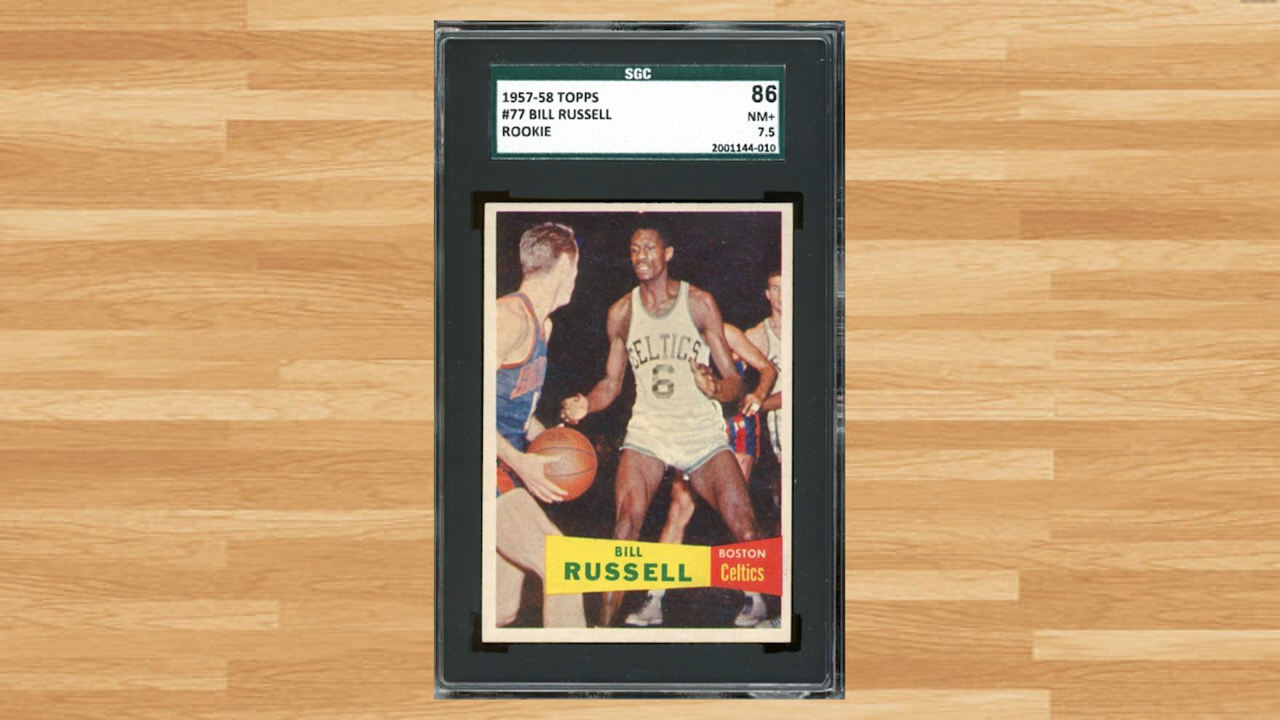 SGC
1957-58 TOPPS
86
#77 BILL RUSSELL
NM+
ROOKIE
7.5
2001144-010
CELTICS
6
BILL
RUSSELL
BOSTON
Celtics